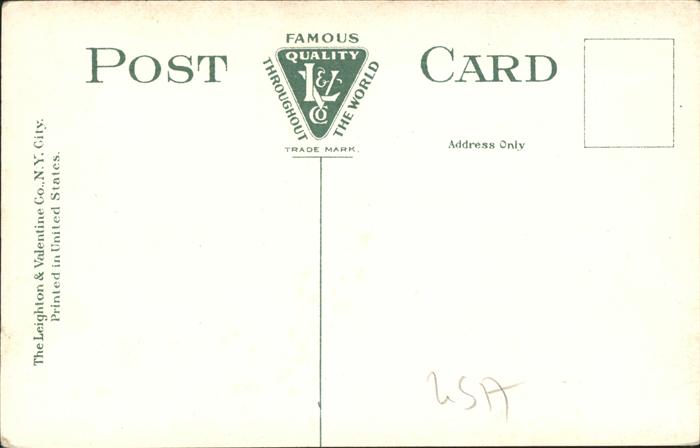 POST CARD
FAMOUS
QUALITY
THROUGHOUT
THE WORLD
L&V
Co
TRADE MARK.
Address Only
The Leighton & Valentine Co., N.Y. City.
Printed in United States.
USA